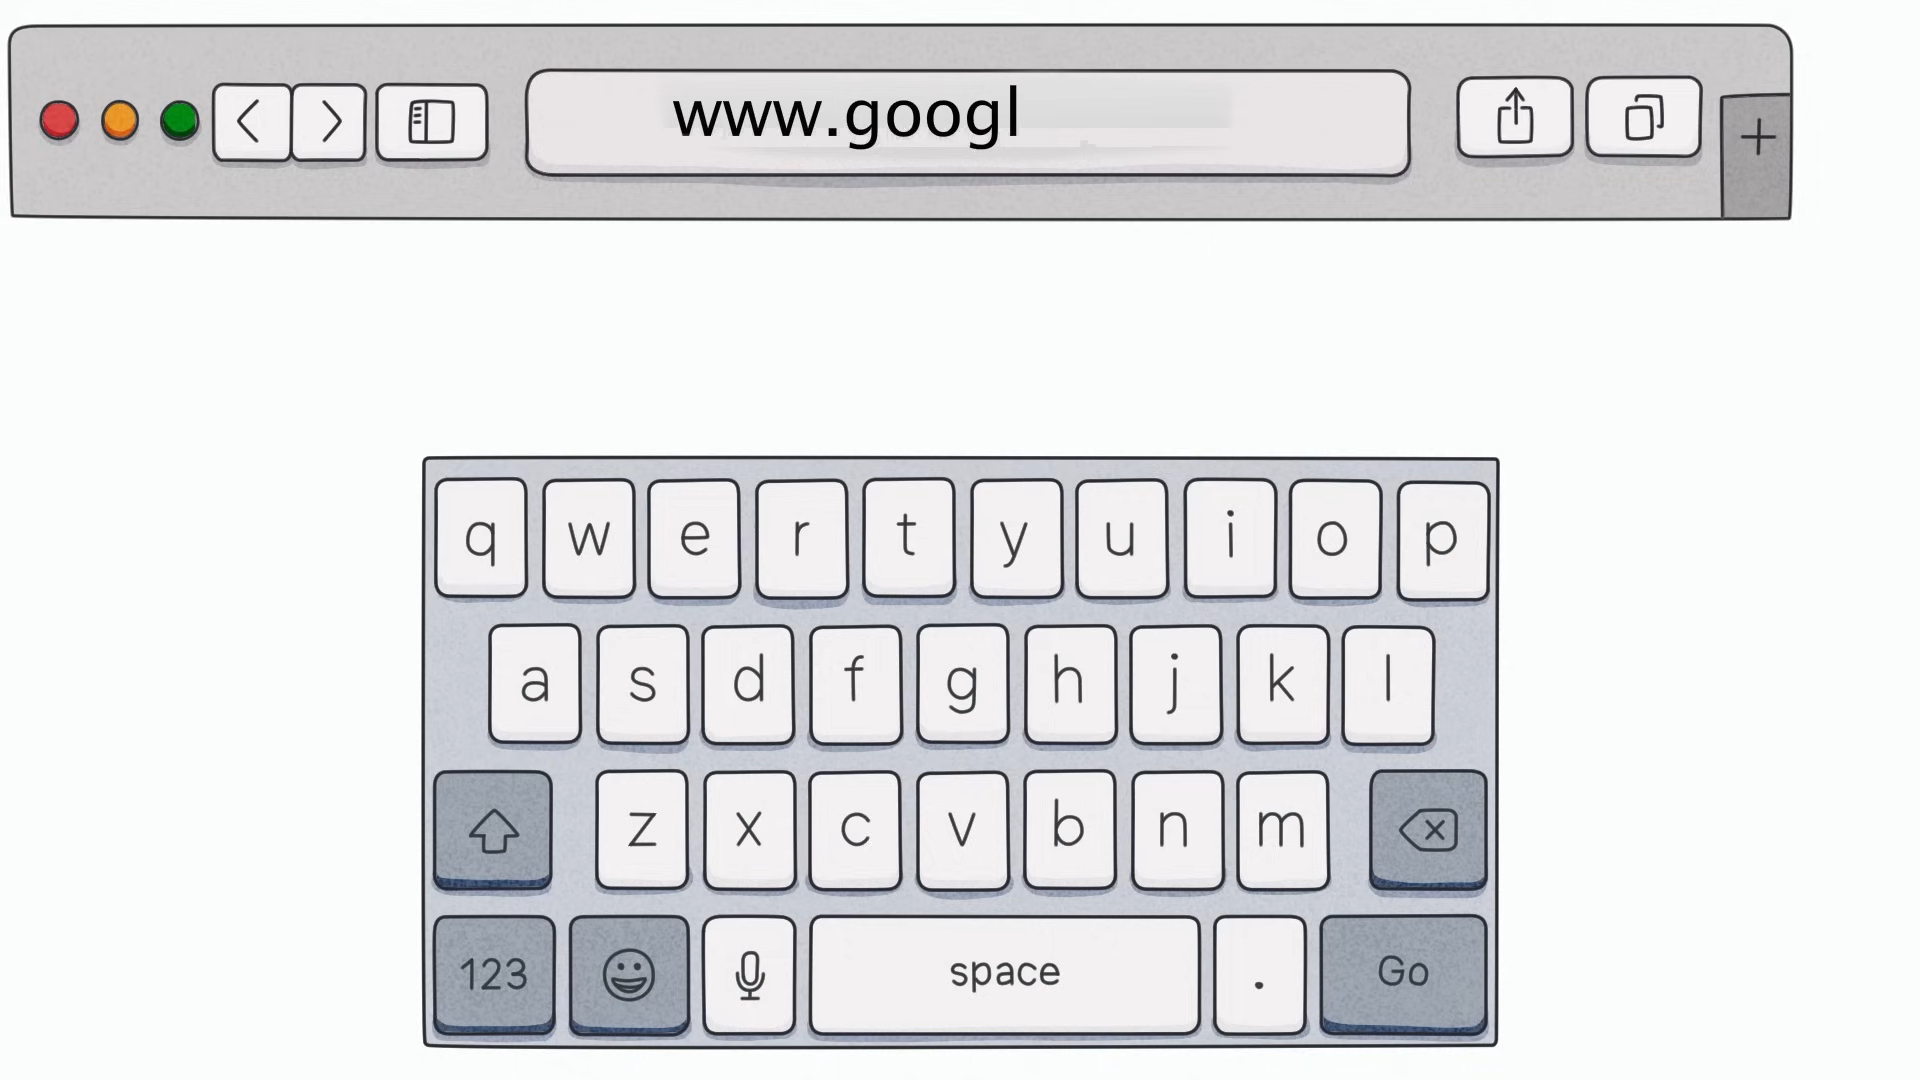 www.googl
q w e r t y u i o p
a s d f g h j k l
z x c v b n m
123 space . Go